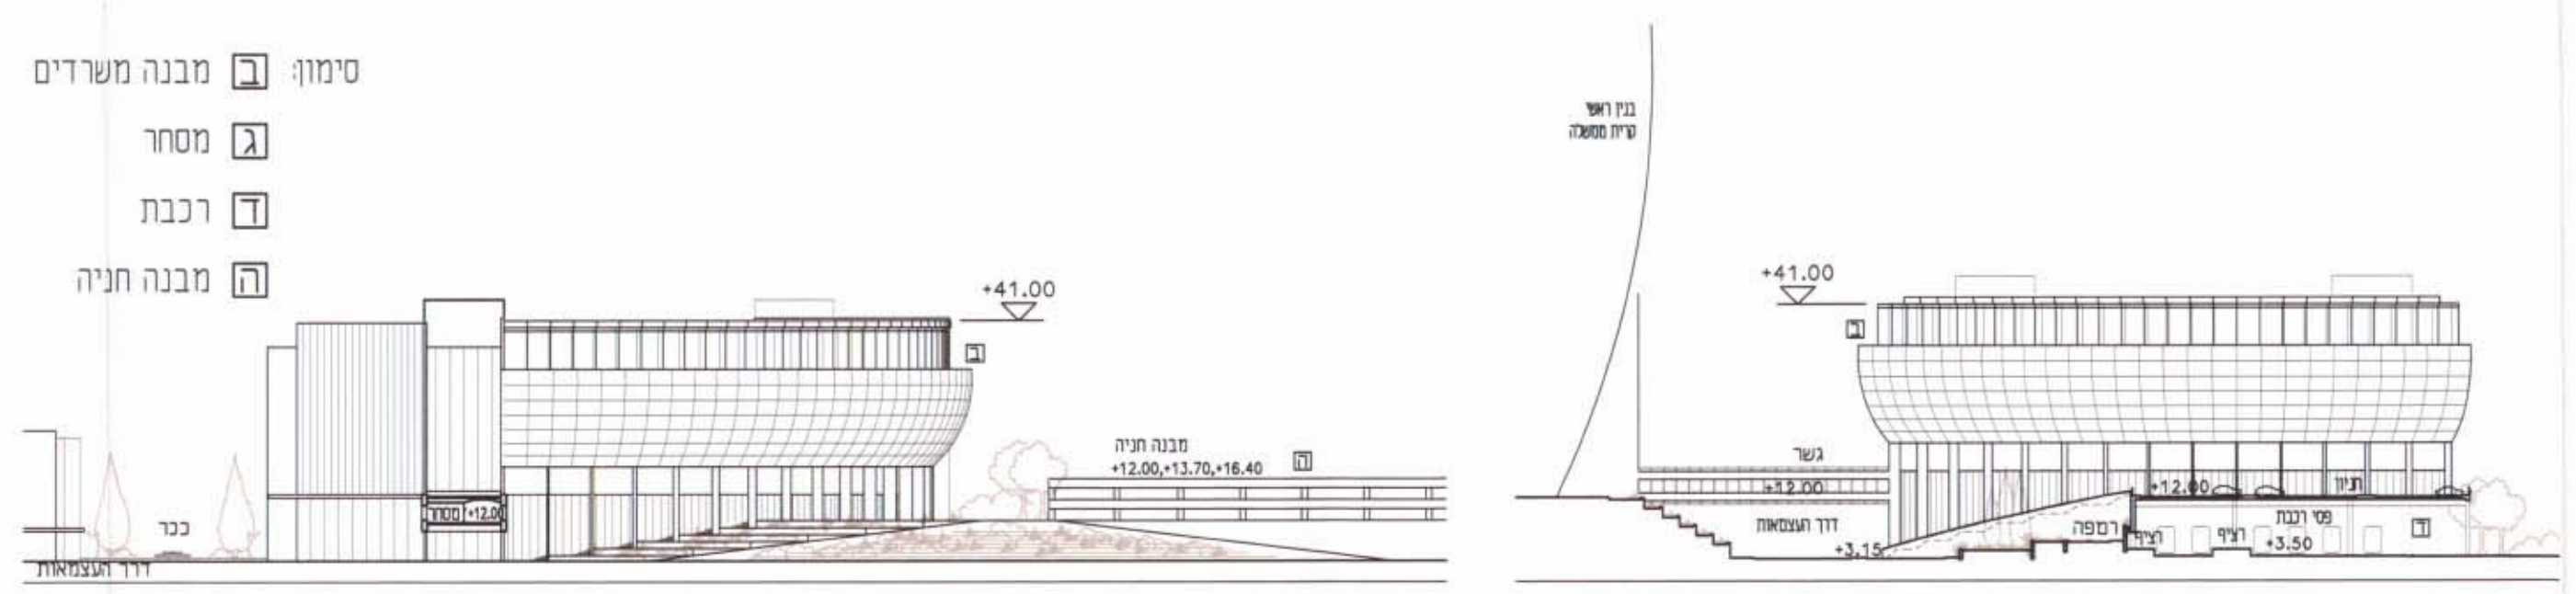 סימון: ב מבנה משרדים
ג מסחר
ד רכבת
ה מבנה חניה
+41.00
ב
מבנה חניה
+12.00,+13.70,+16.40
ה
מסחר +12.00
ככר
דרך העצמאות
בנין ראשי
קרית ממשלה
+41.00
ב
גשר
+12.00
דרך העצמאות
+3.15
רמפה
+12.00
חניון
רציף
רציף
פסי רכבת
+3.50
ד